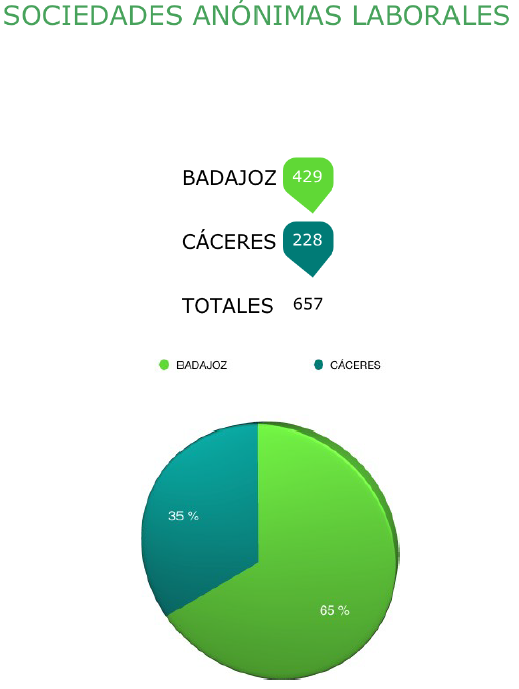 SOCIEDADES ANÓNIMAS LABORALES
BADAJOZ 429
CÁCERES 228
TOTALES 657
BADAJOZ CÁCERES
35 %
65 %